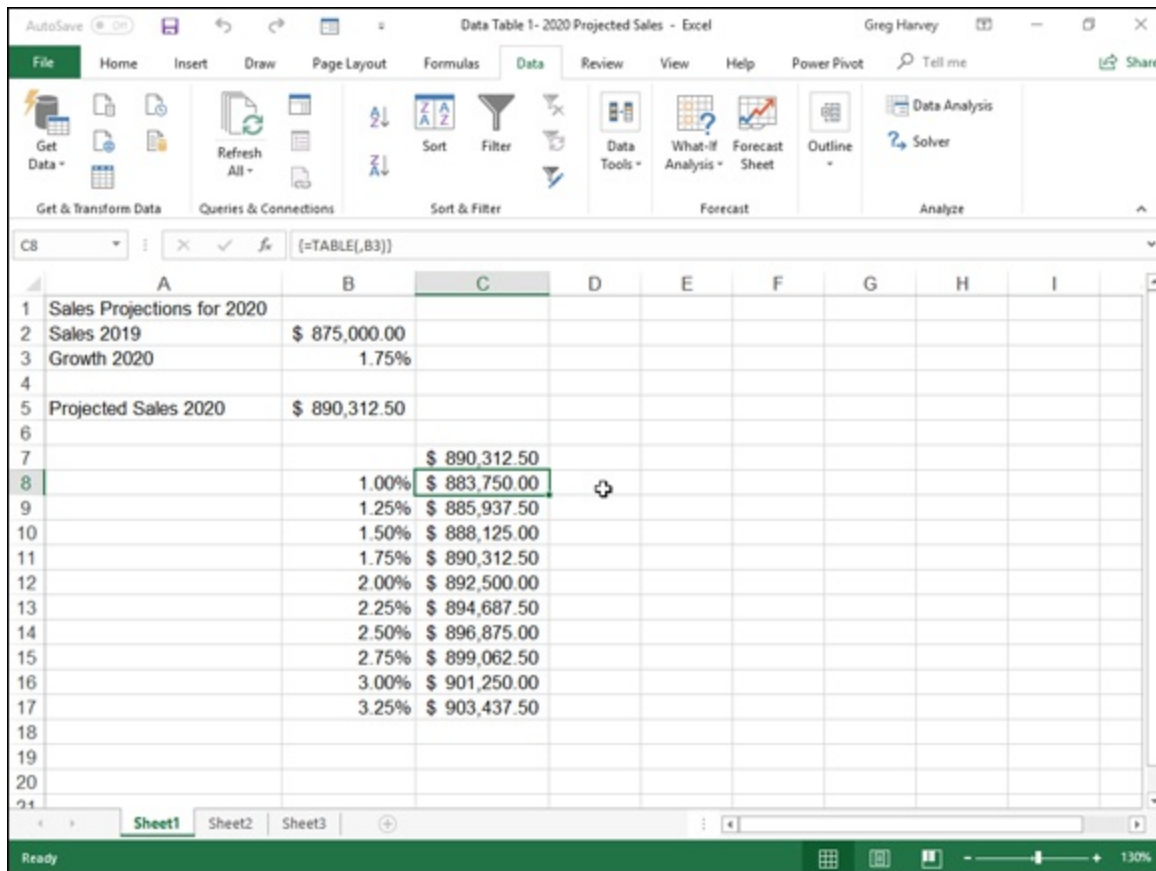 AutoSave Off Data Table 1- 2020 Projected Sales - Excel Greg Harvey
File Home Insert Draw Page Layout Formulas Data Review View Help Power Pivot Tell me Share
Get Data Refresh All Sort Filter Data Tools What-If Analysis Forecast Sheet Outline Data Analysis Solver
Get & Transform Data Queries & Connections Sort & Filter Forecast Analyze
C8 fx {=TABLE(,B3)}
A B C D E F G H I
1 Sales Projections for 2020
2 Sales 2019 $ 875,000.00
3 Growth 2020 1.75%
4
5 Projected Sales 2020 $ 890,312.50
6
7 $ 890,312.50
8 1.00% $ 883,750.00
9 1.25% $ 885,937.50
10 1.50% $ 888,125.00
11 1.75% $ 890,312.50
12 2.00% $ 892,500.00
13 2.25% $ 894,687.50
14 2.50% $ 896,875.00
15 2.75% $ 899,062.50
16 3.00% $ 901,250.00
17 3.25% $ 903,437.50
18
19
20
21
Sheet1 Sheet2 Sheet3
Ready 130%